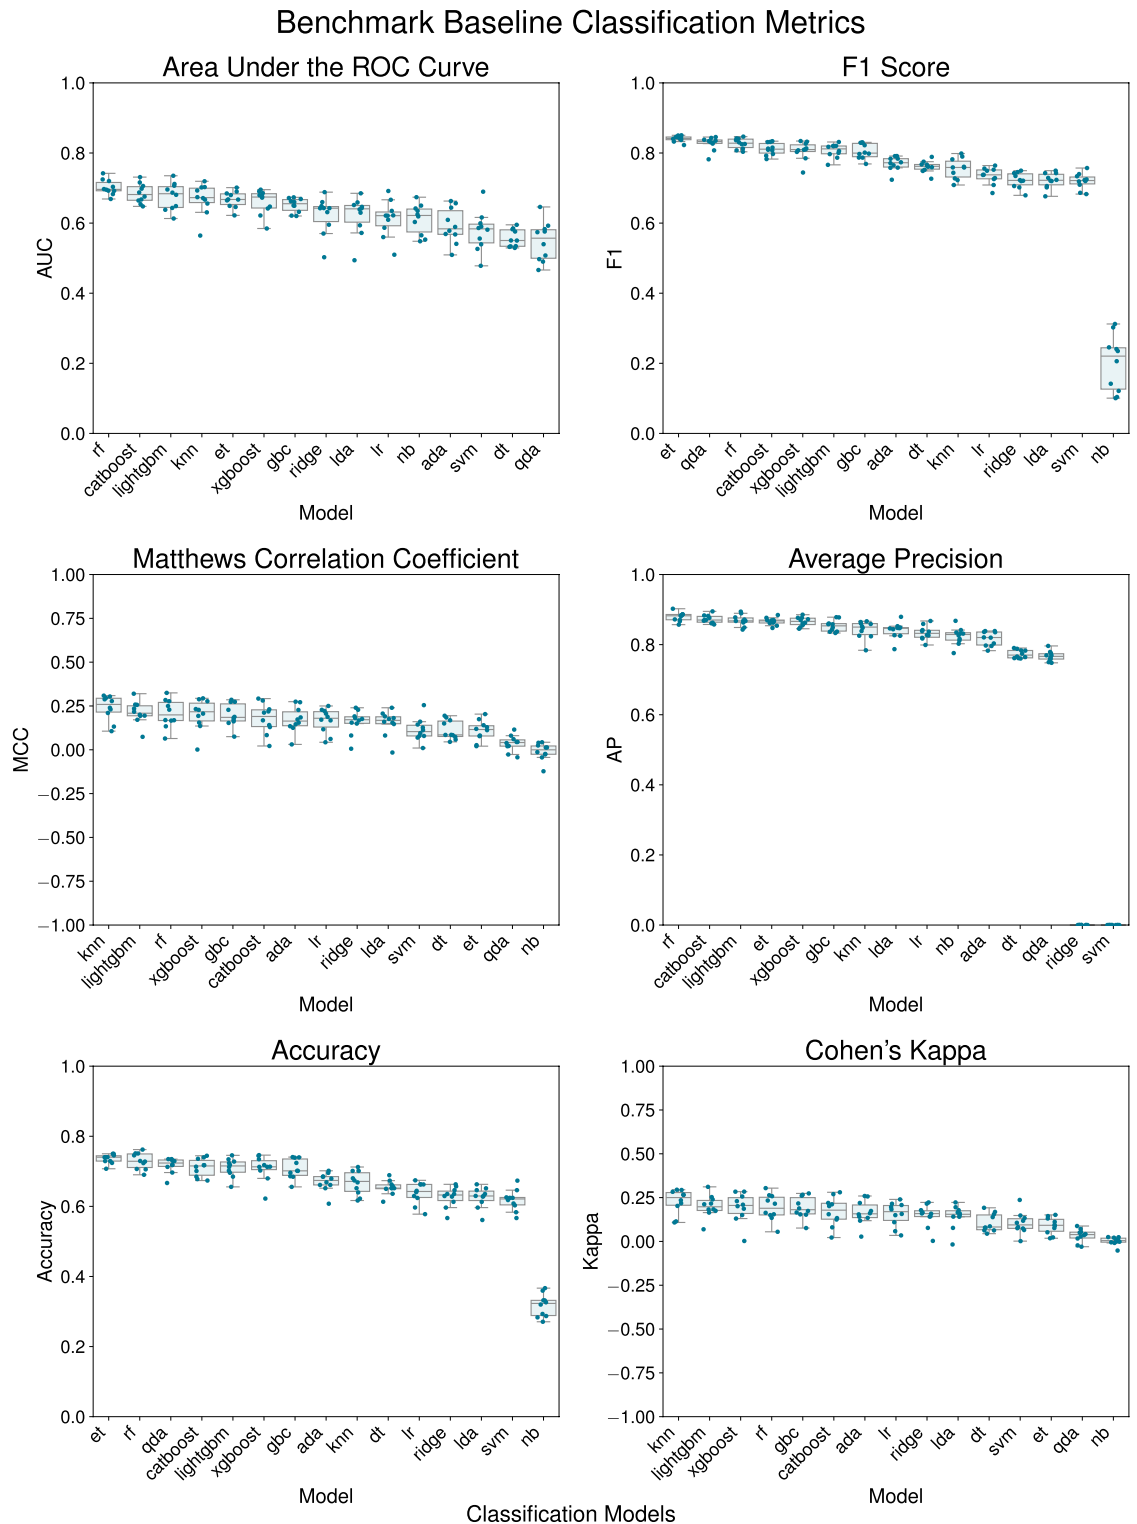 Benchmark Baseline Classification Metrics
Area Under the ROC Curve
1.0
0.8
0.6
0.4
0.2
0.0
AUC
rf catboost lightgbm knn et xgboost gbc ridge lda lr nb ada svm dt qda
Model
F1 Score
1.0
0.8
0.6
0.4
0.2
0.0
F1
et qda rf catboost xgboost lightgbm gbc ada dt knn lr ridge lda svm nb
Model
Matthews Correlation Coefficient
1.00
0.75
0.50
0.25
0.00
−0.25
−0.50
−0.75
−1.00
MCC
knn lightgbm rf xgboost gbc catboost ada lr ridge lda svm dt et qda nb
Model
Average Precision
1.0
0.8
0.6
0.4
0.2
0.0
AP
rf catboost lightgbm et xgboost gbc knn lda lr nb ada dt qda ridge svm
Model
Accuracy
1.0
0.8
0.6
0.4
0.2
0.0
Accuracy
et rf qda catboost lightgbm xgboost gbc ada knn dt lr ridge lda svm nb
Model
Cohen’s Kappa
1.00
0.75
0.50
0.25
0.00
−0.25
−0.50
−0.75
−1.00
Kappa
knn lightgbm xgboost rf gbc catboost ada lr ridge lda dt svm et qda nb
Model
Classification Models